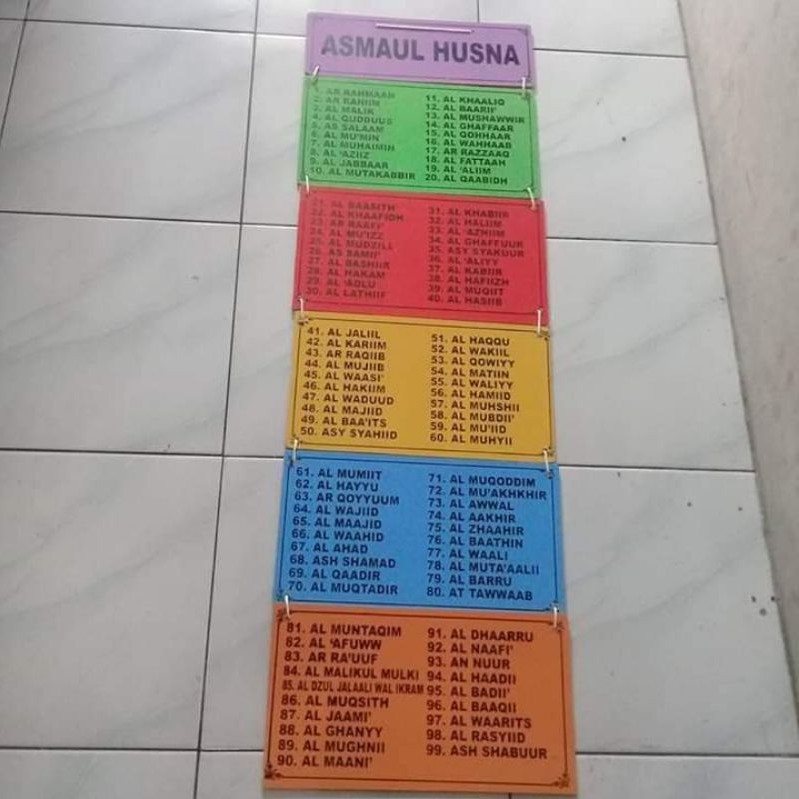 ASMAUL HUSNA
1. AR RAHMAAN
2. AR RAHIIM
3. AL MALIK
4. AL QUDDUUS
5. AS SALAAM
6. AL MU'MIN
7. AL MUHAIMIN
8. AL 'AZIIZ
9. AL JABBAAR
10. AL MUTAKABBIR
11. AL KHAALIQ
12. AL BAARII'
13. AL MUSHAWWIR
14. AL GHAFFAAR
15. AL QOHHAAR
16. AL WAHHAAB
17. AR RAZZAAQ
18. AL FATTAAH
19. AL 'ALIIM
20. AL QAABIDH
21. AL BAASITH
22. AL KHAAFIDH
23. AR RAAFI'
24. AL MU'IZZ
25. AL MUDZILL
26. AS SAMII'
27. AL BASHIIR
28. AL HAKAM
29. AL 'ADLU
30. AL LATHIIF
31. AL KHABIIR
32. AL HALIIM
33. AL 'AZHIIM
34. AL GHAFFUUR
35. ASY SYAKUUR
36. AL 'ALIYY
37. AL KABIIR
38. AL HAFIIZH
39. AL MUQIIT
40. AL HASIIB
41. AL JALIIL
42. AL KARIIM
43. AR RAQIIB
44. AL MUJIIB
45. AL WAASI'
46. AL HAKIIM
47. AL WADUUD
48. AL MAJIID
49. AL BAA'ITS
50. ASY SYAHIID
51. AL HAQQU
52. AL WAKIIL
53. AL QOWIYY
54. AL MATIIN
55. AL WALIYY
56. AL HAMIID
57. AL MUHSHII
58. AL MUBDII'
59. AL MU'IID
60. AL MUHYII
61. AL MUMIIT
62. AL HAYYU
63. AR QOYYUUM
64. AL WAJIID
65. AL MAAJID
66. AL WAAHID
67. AL AHAD
68. ASH SHAMAD
69. AL QAADIR
70. AL MUQTADIR
71. AL MUQODDIM
72. AL MU'AKHKHIR
73. AL AWWAL
74. AL AAKHIR
75. AL ZHAAHIR
76. AL BAATHIN
77. AL WAALI
78. AL MUTA'AALII
79. AL BARRU
80. AT TAWWAAB
81. AL MUNTAQIM
82. AL 'AFUWW
83. AR RA'UUF
84. AL MALIKUL MULKI
85. AL DZUL JALAALI WAL IKRAM
86. AL MUQSITH
87. AL JAAMI'
88. AL GHANYY
89. AL MUGHNII
90. AL MAANI'
91. AL DHAARRU
92. AL NAAFI'
93. AN NUUR
94. AL HAADII
95. AL BADII'
96. AL BAAQII
97. AL WAARITS
98. AL RASYIID
99. ASH SHABUUR